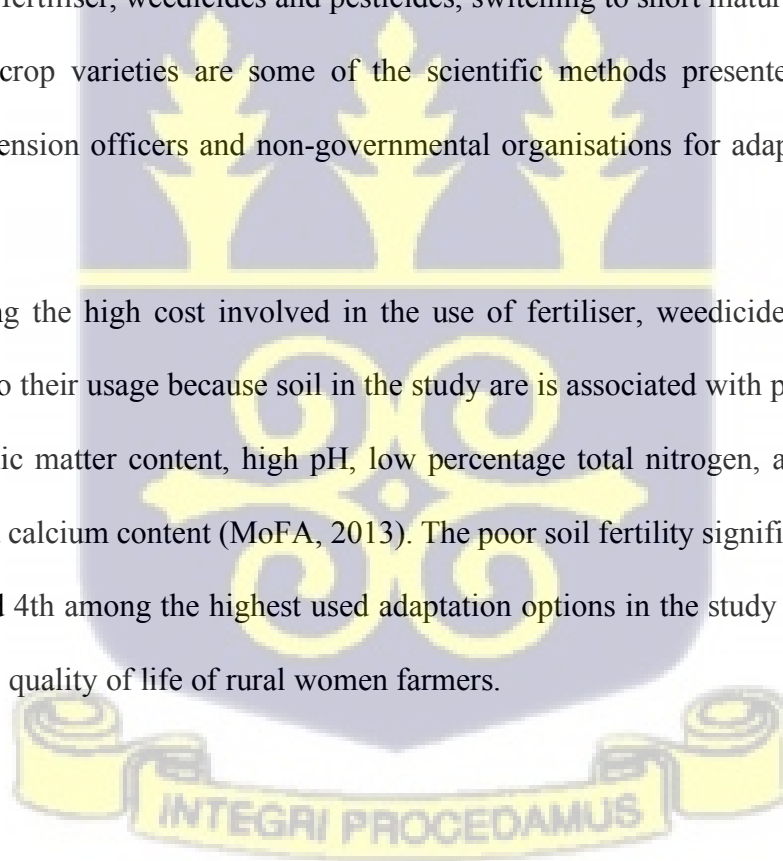 fertiliser, weedicides and pesticides, switching to short matur
crop varieties are some of the scientific methods presente
ension officers and non-governmental organisations for adap
ng the high cost involved in the use of fertiliser, weedicide
o their usage because soil in the study are is associated with p
ic matter content, high pH, low percentage total nitrogen, a
calcium content (MoFA, 2013). The poor soil fertility signifi
d 4th among the highest used adaptation options in the study
quality of life of rural women farmers.
INTEGRI PROCEDAMUS